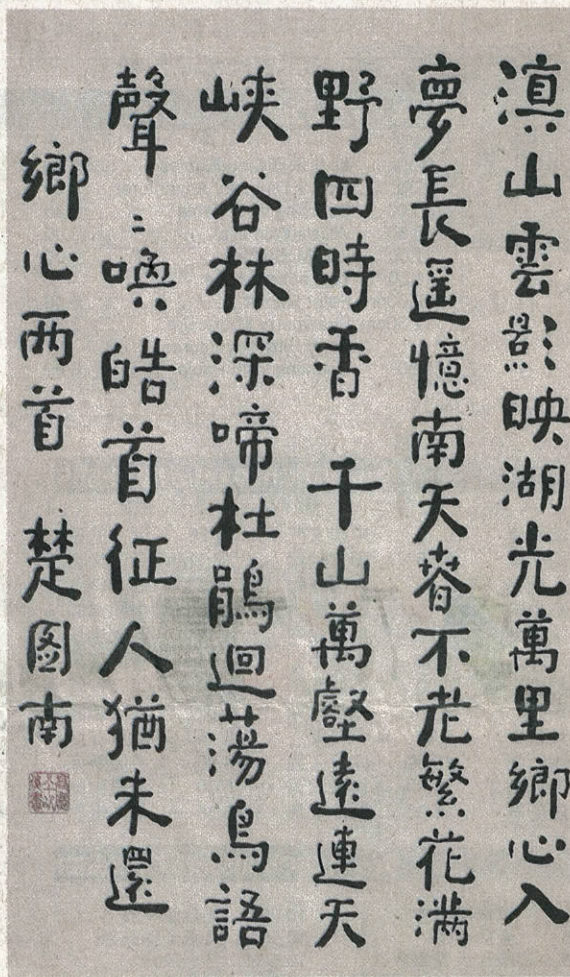 滇山雲影映湖光萬里鄉心入
夢長遥憶南天春不老繁花滿
野四時香 千山萬壑遠連天
峽谷林深啼杜鵑迴蕩鳥語
聲〻喚皓首征人猶未還
鄉心兩首 楚图南